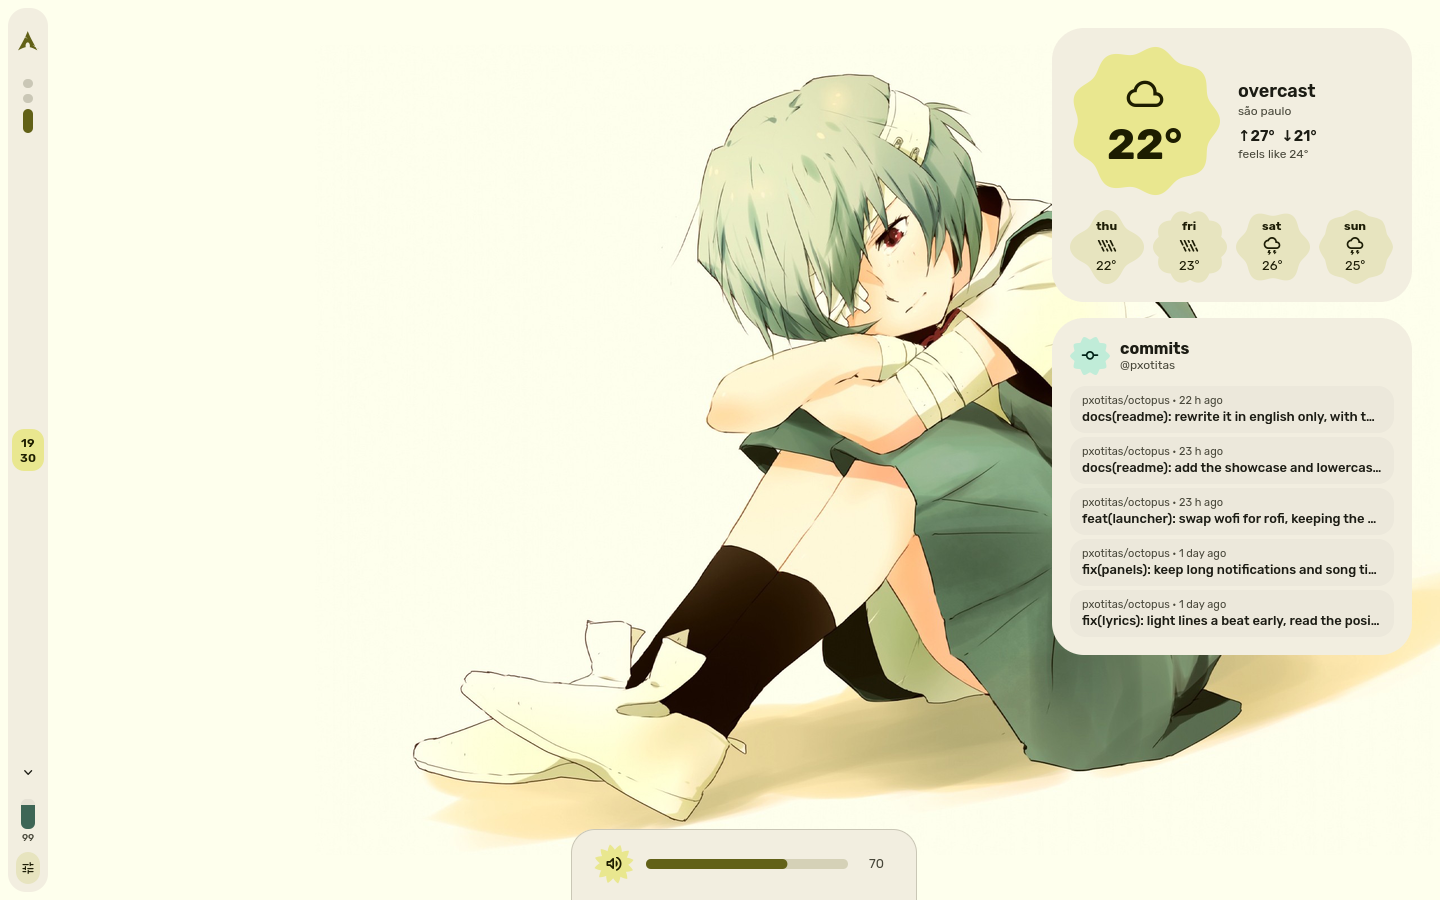 19
30
99
22°
overcast
são paulo
↑27° ↓21°
feels like 24°
thu
22°
fri
23°
sat
26°
sun
25°
commits
@pxotitas
pxotitas/octopus • 22 h ago
docs(readme): rewrite it in english only, with t...
pxotitas/octopus • 23 h ago
docs(readme): add the showcase and lowercas...
pxotitas/octopus • 23 h ago
feat(launcher): swap wofi for rofi, keeping the ...
pxotitas/octopus • 1 day ago
fix(panels): keep long notifications and song ti...
pxotitas/octopus • 1 day ago
fix(lyrics): light lines a beat early, read the posi...
70